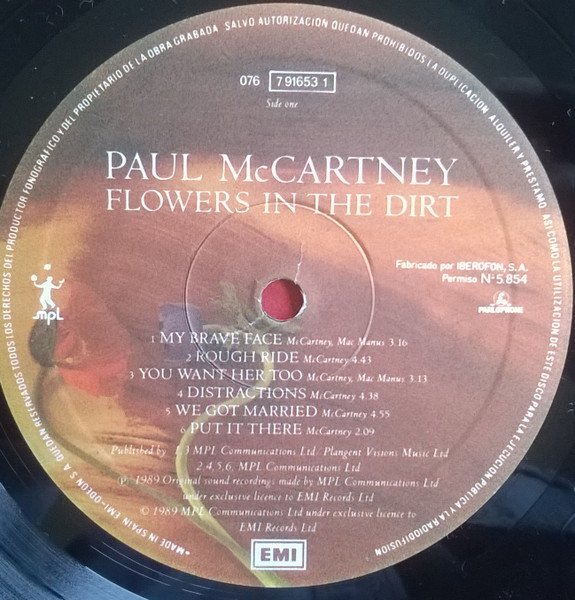 RESERVADOS TODOS LOS DERECHOS DEL PRODUCTOR FONOGRAFICO Y DEL PROPIETARIO DE LA OBRA GRABADA. SALVO AUTORIZACION QUEDAN PROHIBIDOS LA DUPLICACION, ALQUILER Y PRESTAMO, ASI COMO LA UTILIZACION DE ESTE DISCO PARA LA EJECUCION PUBLICA Y LA RADIODIFUSION
076 7 91653 1
Side one
PAUL McCARTNEY
FLOWERS IN THE DIRT
Fabricado por IBEROFON, S.A.
Permiso Nº 5.854
mpl
PARLOPHONE
1 MY BRAVE FACE McCartney, Mac Manus 3.16
2 ROUGH RIDE McCartney 4.43
3 YOU WANT HER TOO McCartney, Mac Manus 3.13
4 DISTRACTIONS McCartney 4.38
5 WE GOT MARRIED McCartney 4.55
6 PUT IT THERE McCartney 2.09
Published by 1,3 MPL Communications Ltd/ Plangent Visions Music Ltd
2,4,5,6, MPL Communications Ltd
℗ 1989 Original sound recordings made by MPL Communications Ltd
under exclusive licence to EMI Records Ltd
© 1989 MPL Communications Ltd under exclusive licence to
EMI Records Ltd
EMI
*MADE IN SPAIN EMI-ODEON S.A. QUEDAN